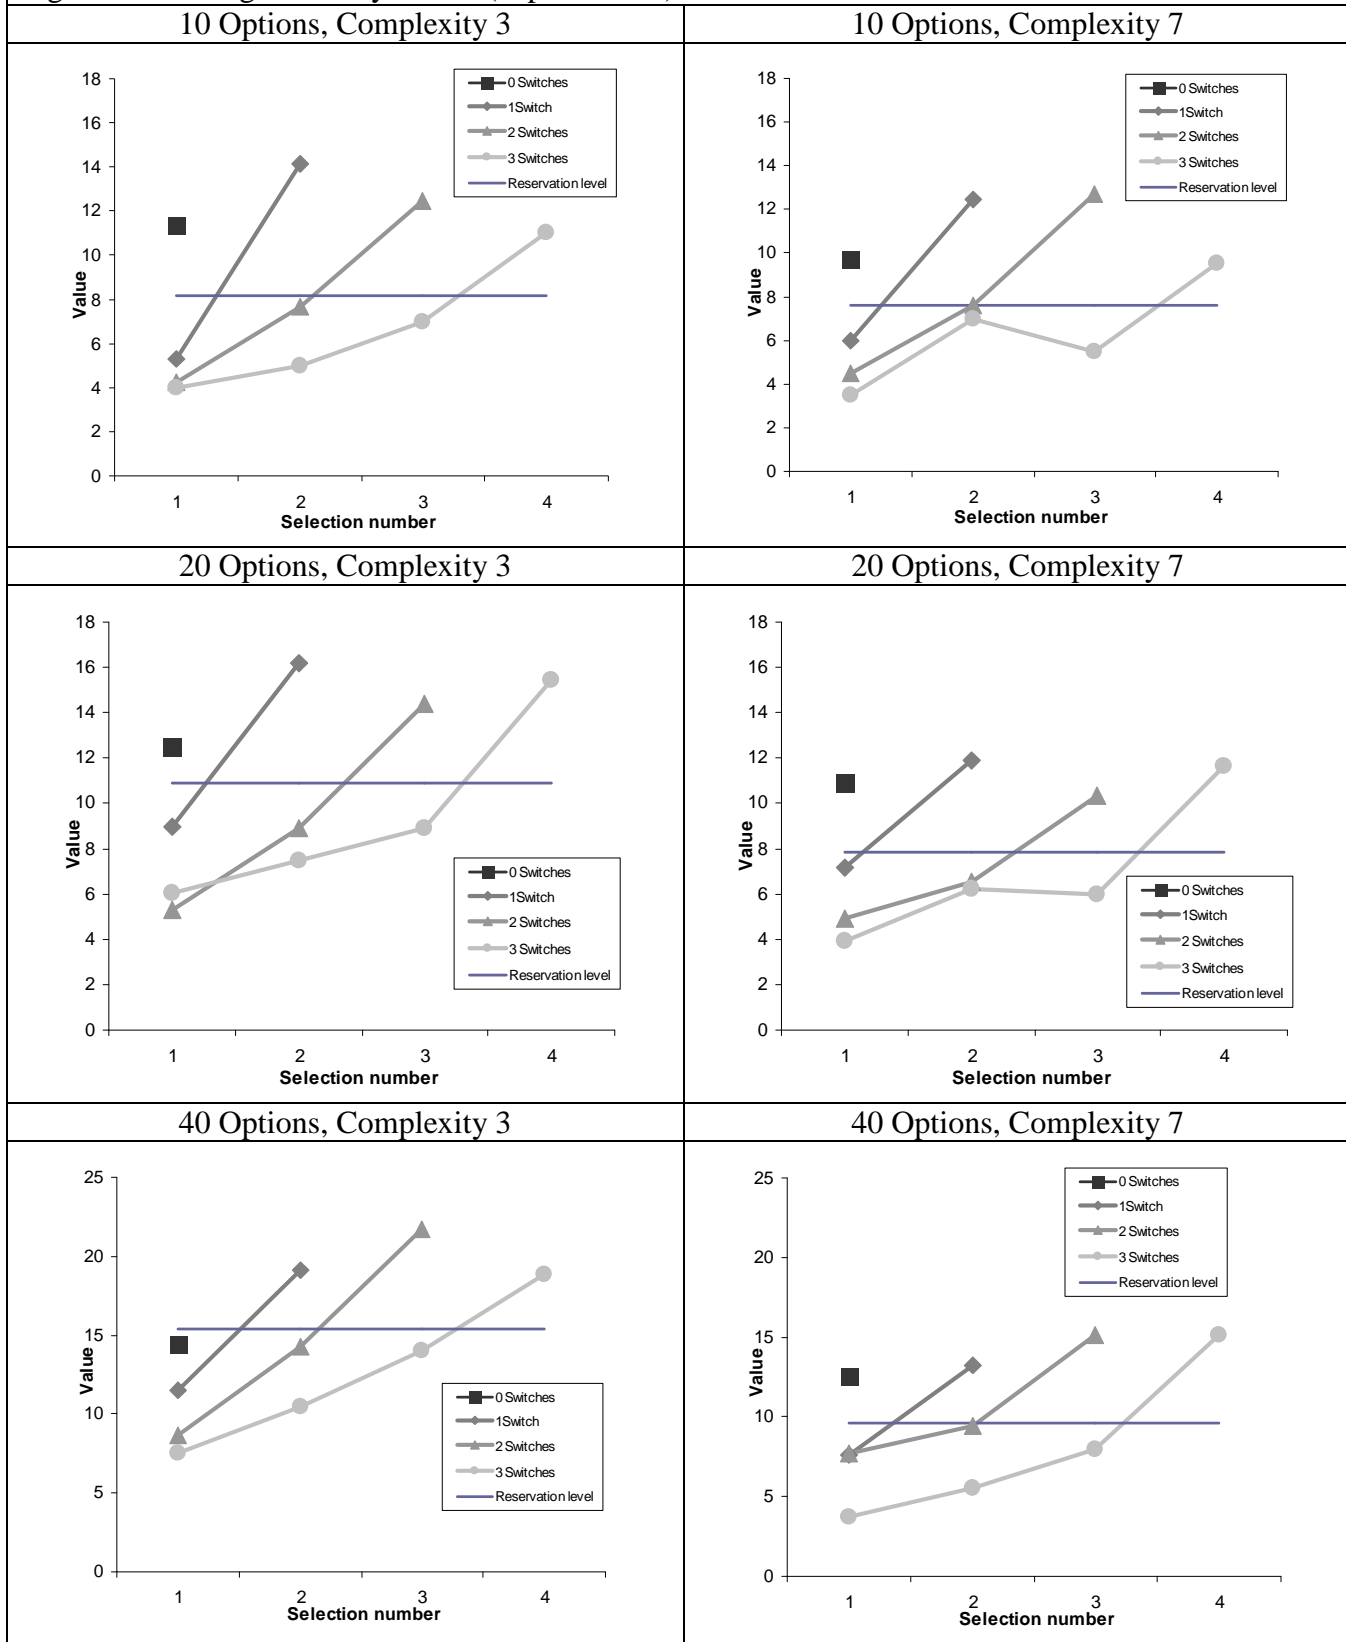 10 Options, Complexity 3
10 Options, Complexity 7
18
16
14
12
10
8
6
4
2
0
Value
1 2 3 4
Selection number
0 Switches
1Switch
2 Switches
3 Switches
Reservation level
18
16
14
12
10
8
6
4
2
0
Value
1 2 3 4
Selection number
0 Switches
1Switch
2 Switches
3 Switches
Reservation level
20 Options, Complexity 3
20 Options, Complexity 7
18
16
14
12
10
8
6
4
2
0
Value
1 2 3 4
Selection number
0 Switches
1Switch
2 Switches
3 Switches
Reservation level
18
16
14
12
10
8
6
4
2
0
Value
1 2 3 4
Selection number
0 Switches
1Switch
2 Switches
3 Switches
Reservation level
40 Options, Complexity 3
40 Options, Complexity 7
25
20
15
10
5
0
Value
1 2 3 4
Selection number
0 Switches
1Switch
2 Switches
3 Switches
Reservation level
25
20
15
10
5
0
Value
1 2 3 4
Selection number
0 Switches
1Switch
2 Switches
3 Switches
Reservation level